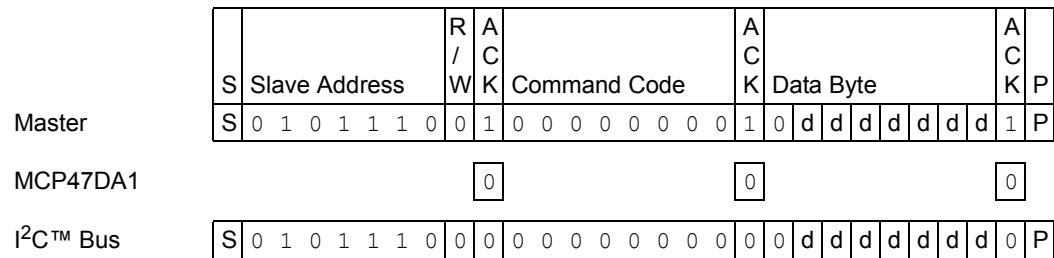 R A A A
/ C C C
S Slave Address W K Command Code K Data Byte K P
Master S 0 1 0 1 1 1 0 0 1 0 0 0 0 0 0 0 0 1 0 d d d d d d d 1 P
MCP47DA1 0 0 0
I²C™ Bus S 0 1 0 1 1 1 0 0 0 0 0 0 0 0 0 0 0 0 0 d d d d d d d 0 P